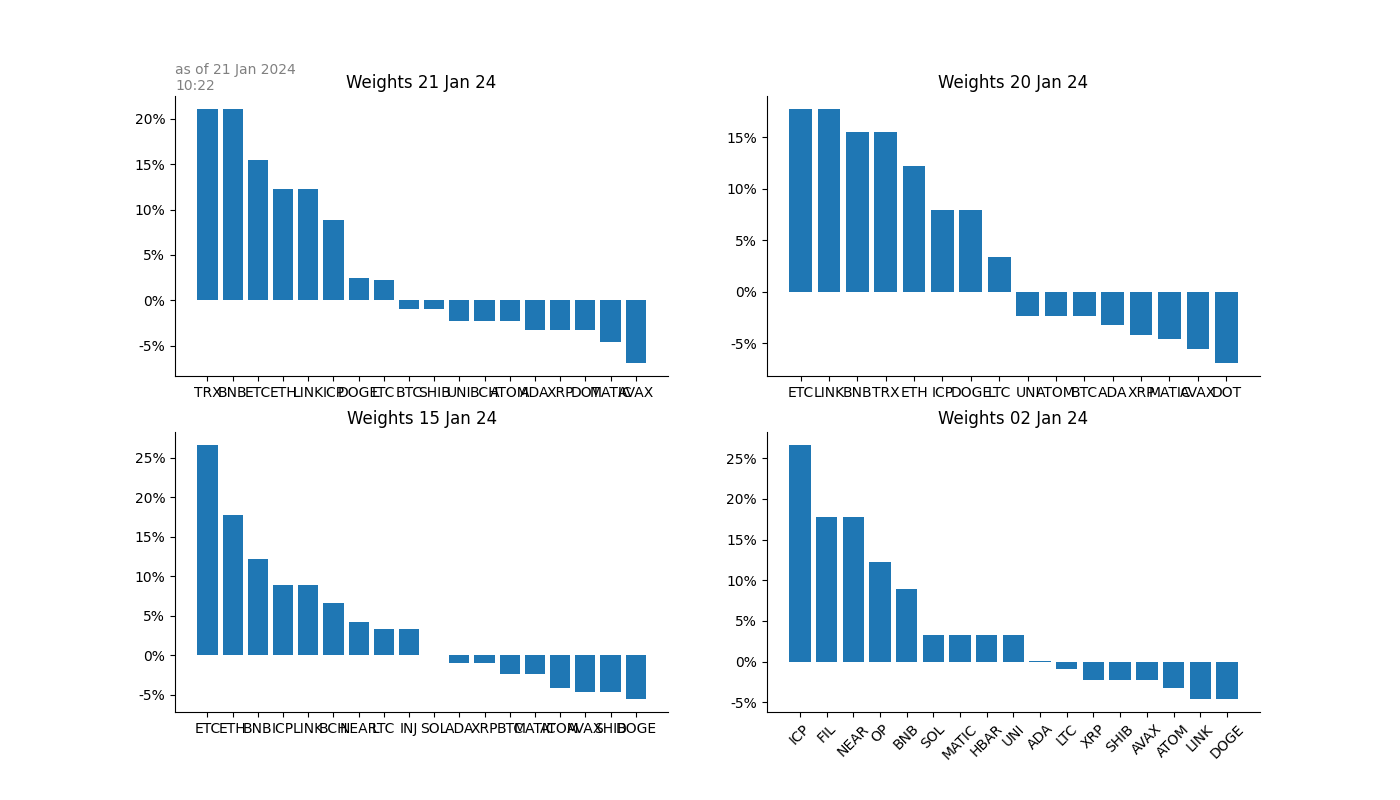 as of 21 Jan 2024
10:22
Weights 21 Jan 24
20%
15%
10%
5%
0%
-5%
TRX BNB ETC ETH LINK ICP DOGE LTC BTC SHIB UNI BCH ATOM ADA XRP DOT MATIC AVAX
Weights 20 Jan 24
15%
10%
5%
0%
-5%
ETC LINK BNB TRX ETH ICP DOGE LTC UNI ATOM BTC ADA XRP MATIC AVAX DOT
Weights 15 Jan 24
25%
20%
15%
10%
5%
0%
-5%
ETC ETH BNB ICP LINK BCH NEAR LTC INJ SOL ADA XRP BTC MATIC ATOM AVAX SHIB DOGE
Weights 02 Jan 24
25%
20%
15%
10%
5%
0%
-5%
ICP FIL NEAR OP BNB SOL MATIC HBAR UNI ADA LTC XRP SHIB AVAX ATOM LINK DOGE